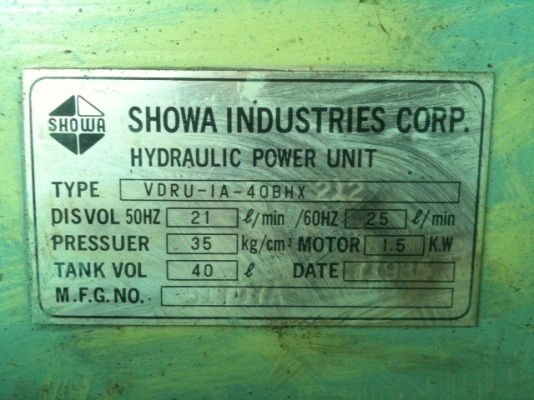 SHOWA
SHOWA INDUSTRIES CORP.
HYDRAULIC POWER UNIT
TYPE VDRU-1A-40BHX 212
DISVOL 50HZ 21 ℓ/min /60HZ 25 ℓ/min
PRESSUER 35 kg/cm² MOTOR 1.5 K.W
TANK VOL 40 ℓ DATE
M.F.G. NO.